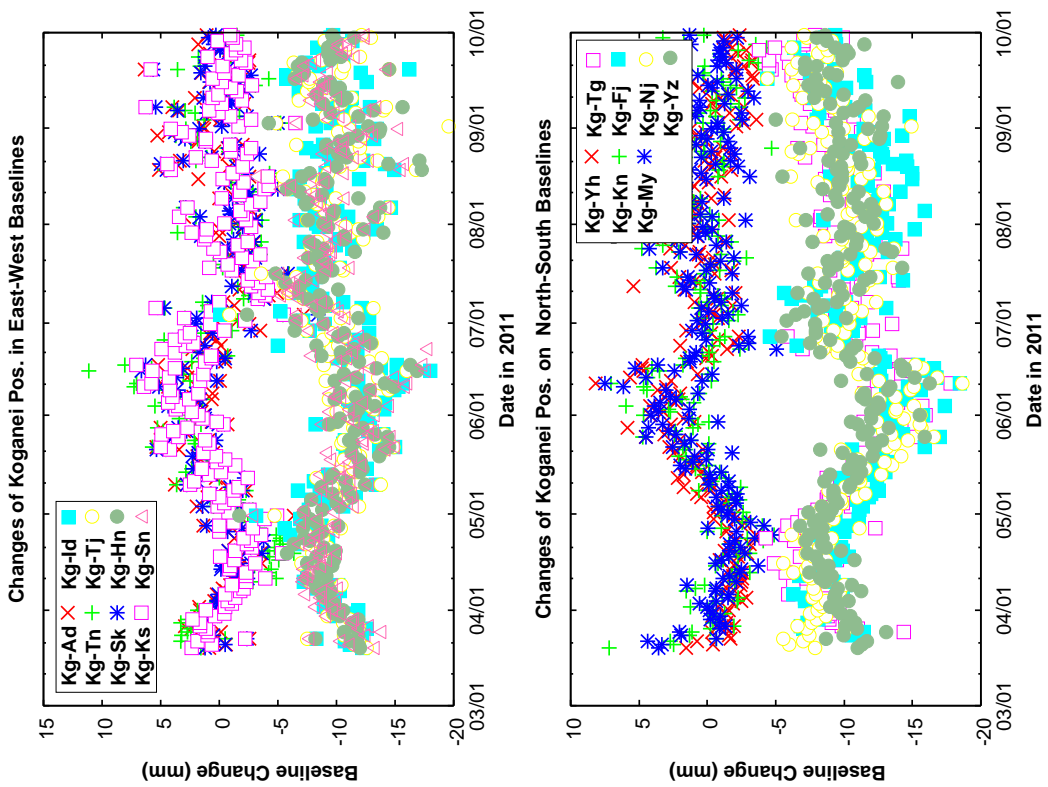 Changes of Koganei Pos. in East-West Baselines
Baseline Change (mm)
15
10
5
0
-5
-10
-15
-20
Kg-Ad Kg-Id
Kg-Tn Kg-Tj
Kg-Sk Kg-Hn
Kg-Ks Kg-Sn
03/01 04/01 05/01 06/01 07/01 08/01 09/01 10/01
Date in 2011
Changes of Koganei Pos. on North-South Baselines
Baseline Change (mm)
10
5
0
-5
-10
-15
-20
Kg-Yh Kg-Tg
Kg-Kn Kg-Fj
Kg-My Kg-Nj
Kg-Yz
03/01 04/01 05/01 06/01 07/01 08/01 09/01 10/01
Date in 2011